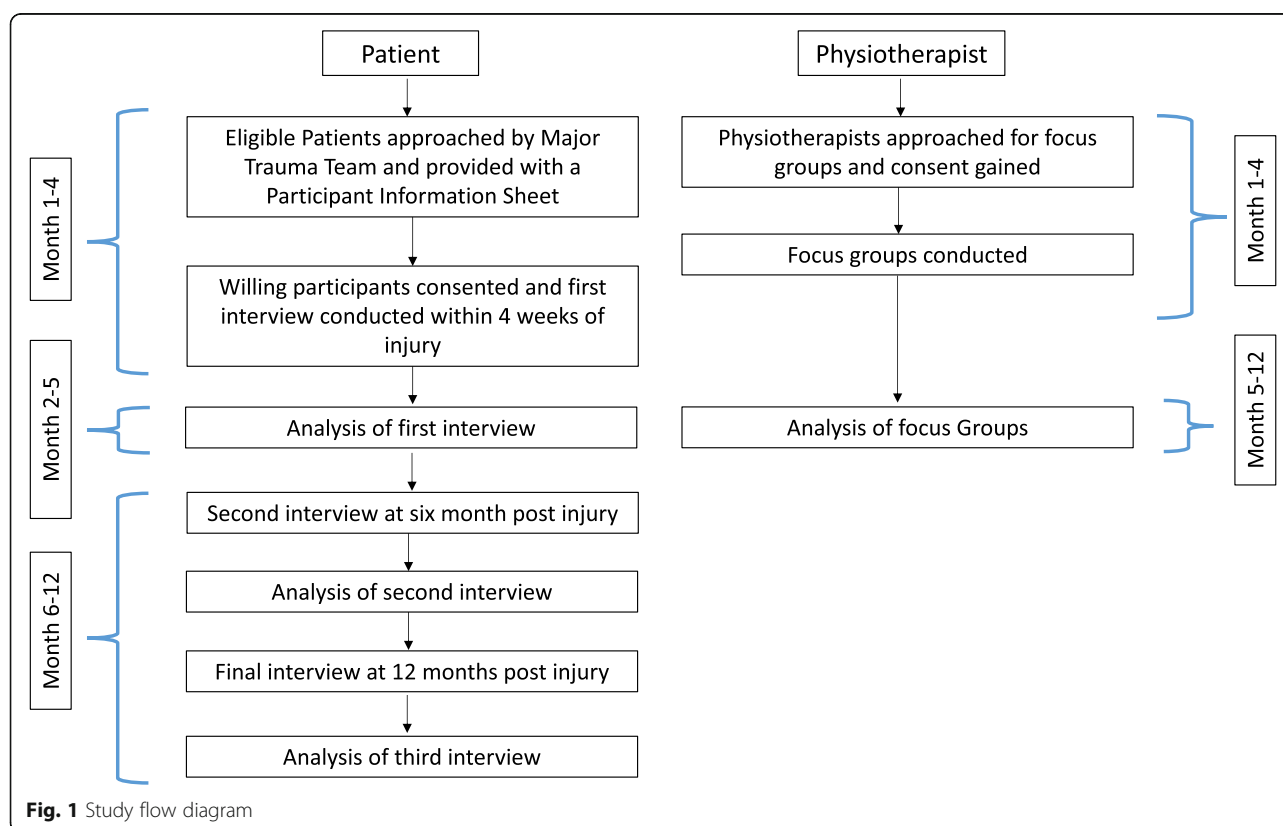 Patient
Eligible Patients approached by Major
Trauma Team and provided with a
Participant Information Sheet
Willing participants consented and first
interview conducted within 4 weeks of
injury
Month 1-4
Analysis of first interview
Month 2-5
Second interview at six month post injury
Analysis of second interview
Final interview at 12 months post injury
Analysis of third interview
Month 6-12
Physiotherapist
Physiotherapists approached for focus
groups and consent gained
Focus groups conducted
Month 1-4
Analysis of focus Groups
Month 5-12
Fig. 1 Study flow diagram